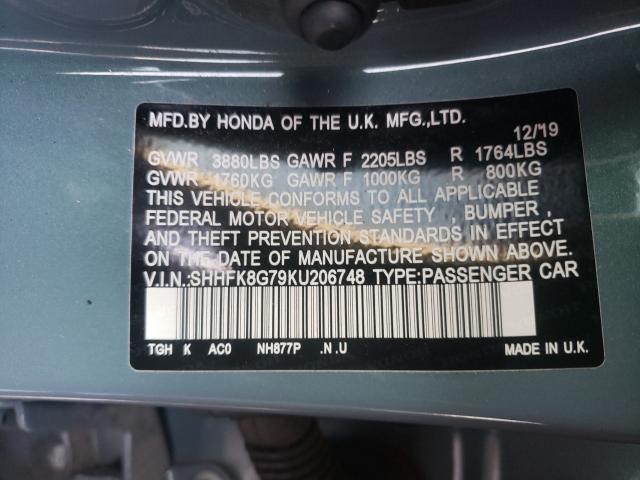 MFD.BY HONDA OF THE U.K. MFG.,LTD.
12/19
GVWR 3880LBS GAWR F 2205LBS R 1764LBS
GVWR 1760KG GAWR F 1000KG R 800KG
THIS VEHICLE CONFORMS TO ALL APPLICABLE
FEDERAL MOTOR VEHICLE SAFETY , BUMPER ,
AND THEFT PREVENTION STANDARDS IN EFFECT
ON THE DATE OF MANUFACTURE SHOWN ABOVE.
V.I.N.:SHHFK8G79KU206748 TYPE:PASSENGER CAR
TGH K AC0 NH877P .N .U MADE IN U.K.